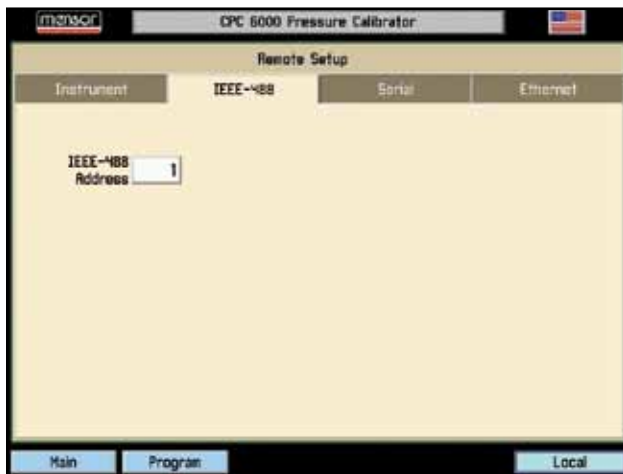 mensor
CPC 6000 Pressure Calibrator
Remote Setup
Instrument IEEE-488 Serial Ethernet
IEEE-488
Address
1
Main Program Local